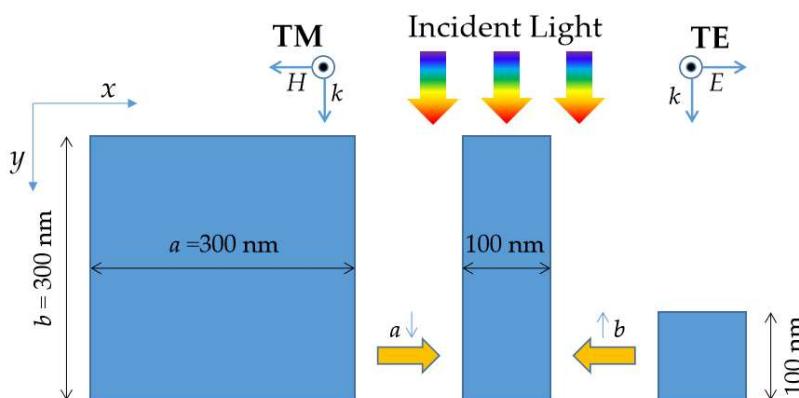 TM
Incident Light
TE
H
k
k
E
x
y
b = 300 nm
a =300 nm
100 nm
a
b
100 nm